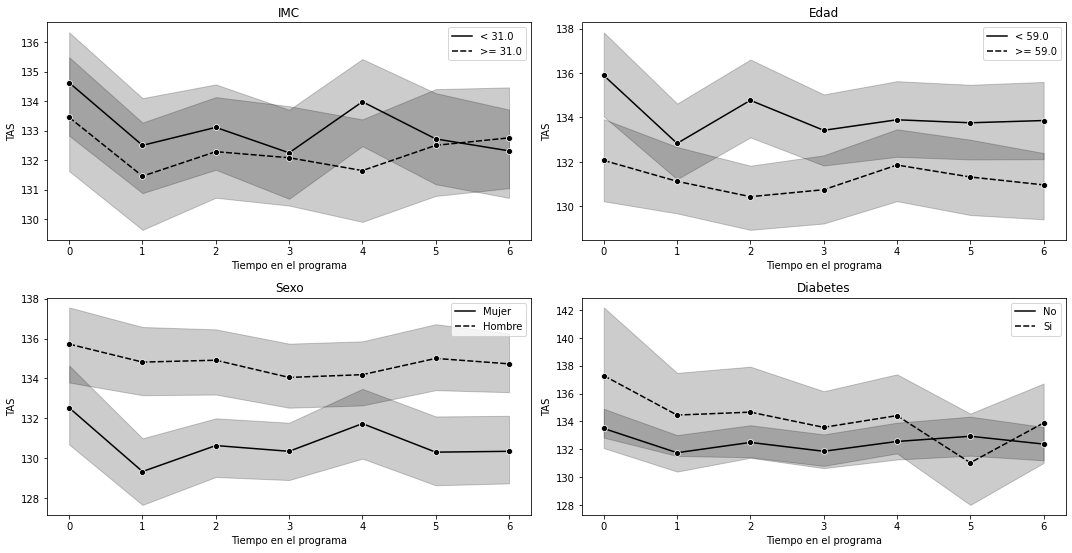 IMC
136
135
134
133
132
131
130
TAS
< 31.0
>= 31.0
0 1 2 3 4 5 6
Tiempo en el programa
Edad
138
136
134
132
130
TAS
< 59.0
>= 59.0
0 1 2 3 4 5 6
Tiempo en el programa
Sexo
138
136
134
132
130
128
TAS
Mujer
Hombre
0 1 2 3 4 5 6
Tiempo en el programa
Diabetes
142
140
138
136
134
132
130
128
TAS
No
Si
0 1 2 3 4 5 6
Tiempo en el programa